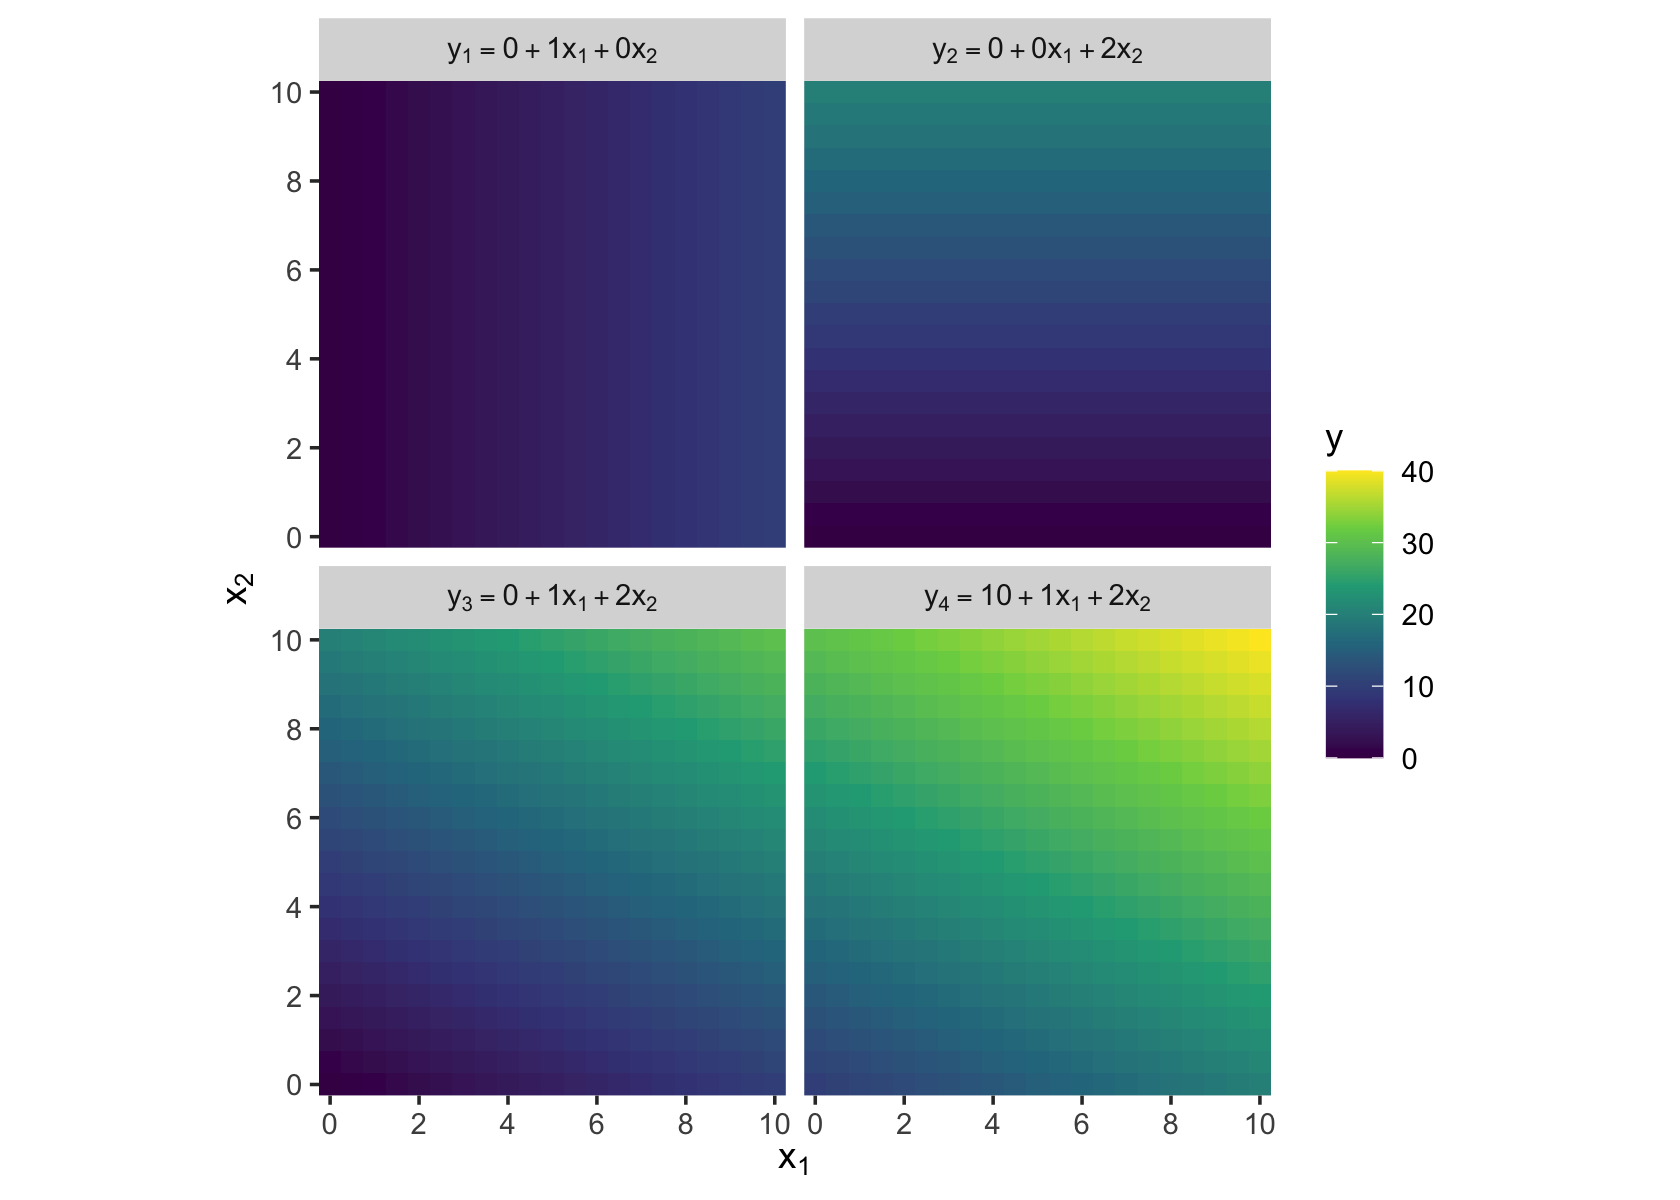 y₁ = 0 + 1x₁ + 0x₂
y₂ = 0 + 0x₁ + 2x₂
10
8
6
4
2
0
y₃ = 0 + 1x₁ + 2x₂
y₄ = 10 + 1x₁ + 2x₂
10
8
6
4
2
0
0 2 4 6 8 10
0 2 4 6 8 10
x₁
x₂
y
40
30
20
10
0